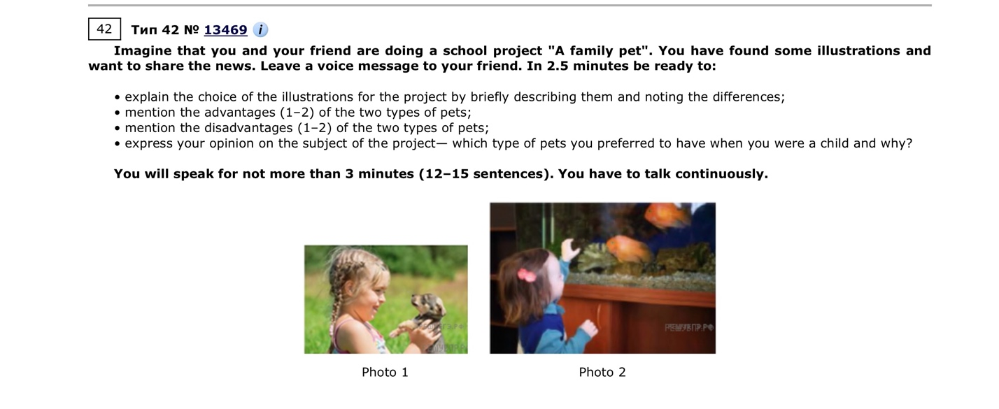 42 Тип 42 № 13469 i
Imagine that you and your friend are doing a school project "A family pet". You have found some illustrations and
want to share the news. Leave a voice message to your friend. In 2.5 minutes be ready to:
• explain the choice of the illustrations for the project by briefly describing them and noting the differences;
• mention the advantages (1–2) of the two types of pets;
• mention the disadvantages (1–2) of the two types of pets;
• express your opinion on the subject of the project— which type of pets you preferred to have when you were a child and why?
You will speak for not more than 3 minutes (12–15 sentences). You have to talk continuously.
Photo 1
Photo 2